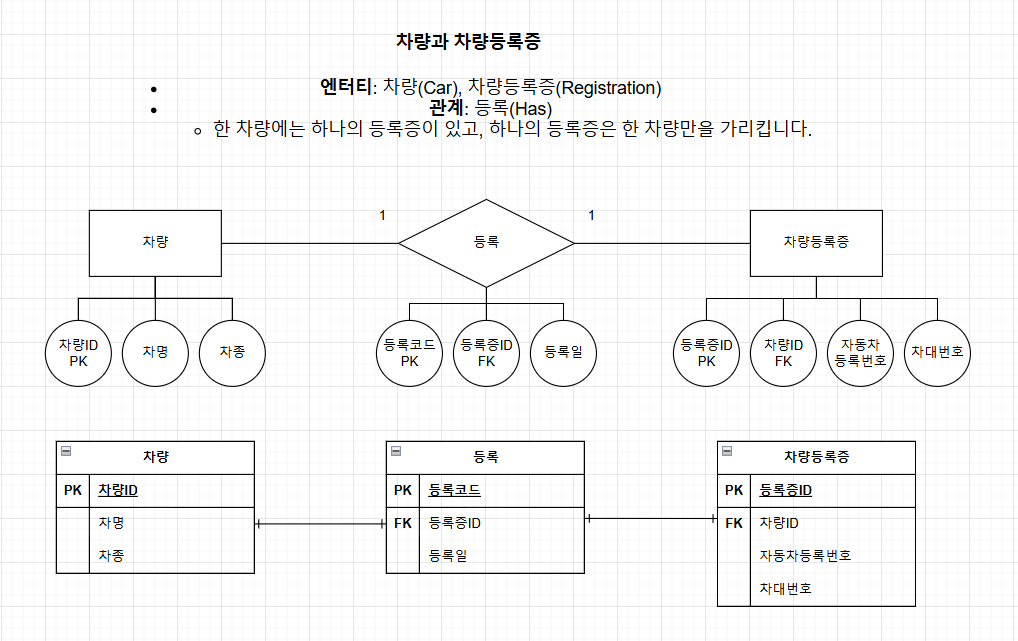 차량과 차량등록증
엔터티: 차량(Car), 차량등록증(Registration)
관계: 등록(Has)
한 차량에는 하나의 등록증이 있고, 하나의 등록증은 한 차량만을 가리킵니다.
1
1
차량
등록
차량등록증
차량ID
PK
차명
차종
등록코드
PK
등록증ID
FK
등록일
등록증ID
PK
차량ID
FK
자동차
등록번호
차대번호
차량
PK 차량ID
차명
차종
등록
PK 등록코드
FK 등록증ID
등록일
차량등록증
PK 등록증ID
FK 차량ID
자동차등록번호
차대번호